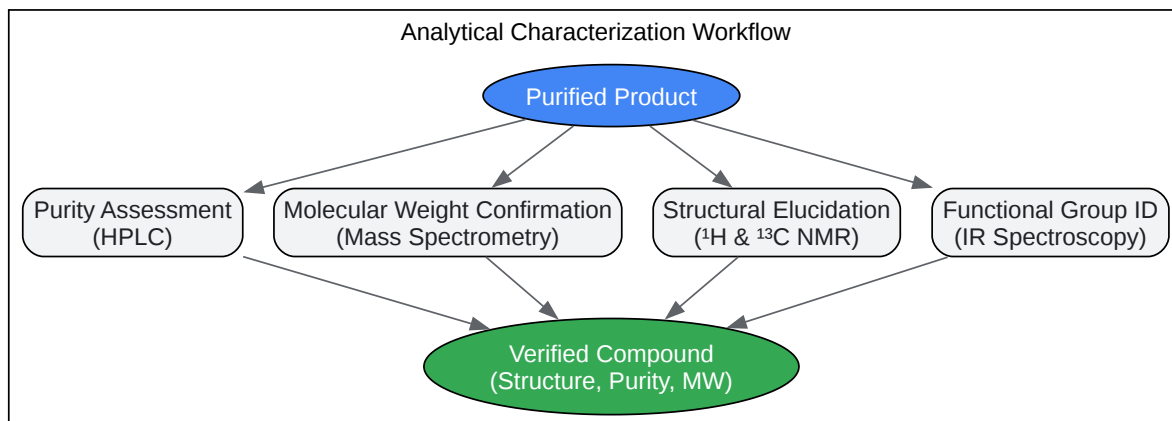 Analytical Characterization Workflow
Purified Product
Purity Assessment
(HPLC)
Molecular Weight Confirmation
(Mass Spectrometry)
Structural Elucidation
(¹H & ¹³C NMR)
Functional Group ID
(IR Spectroscopy)
Verified Compound
(Structure, Purity, MW)